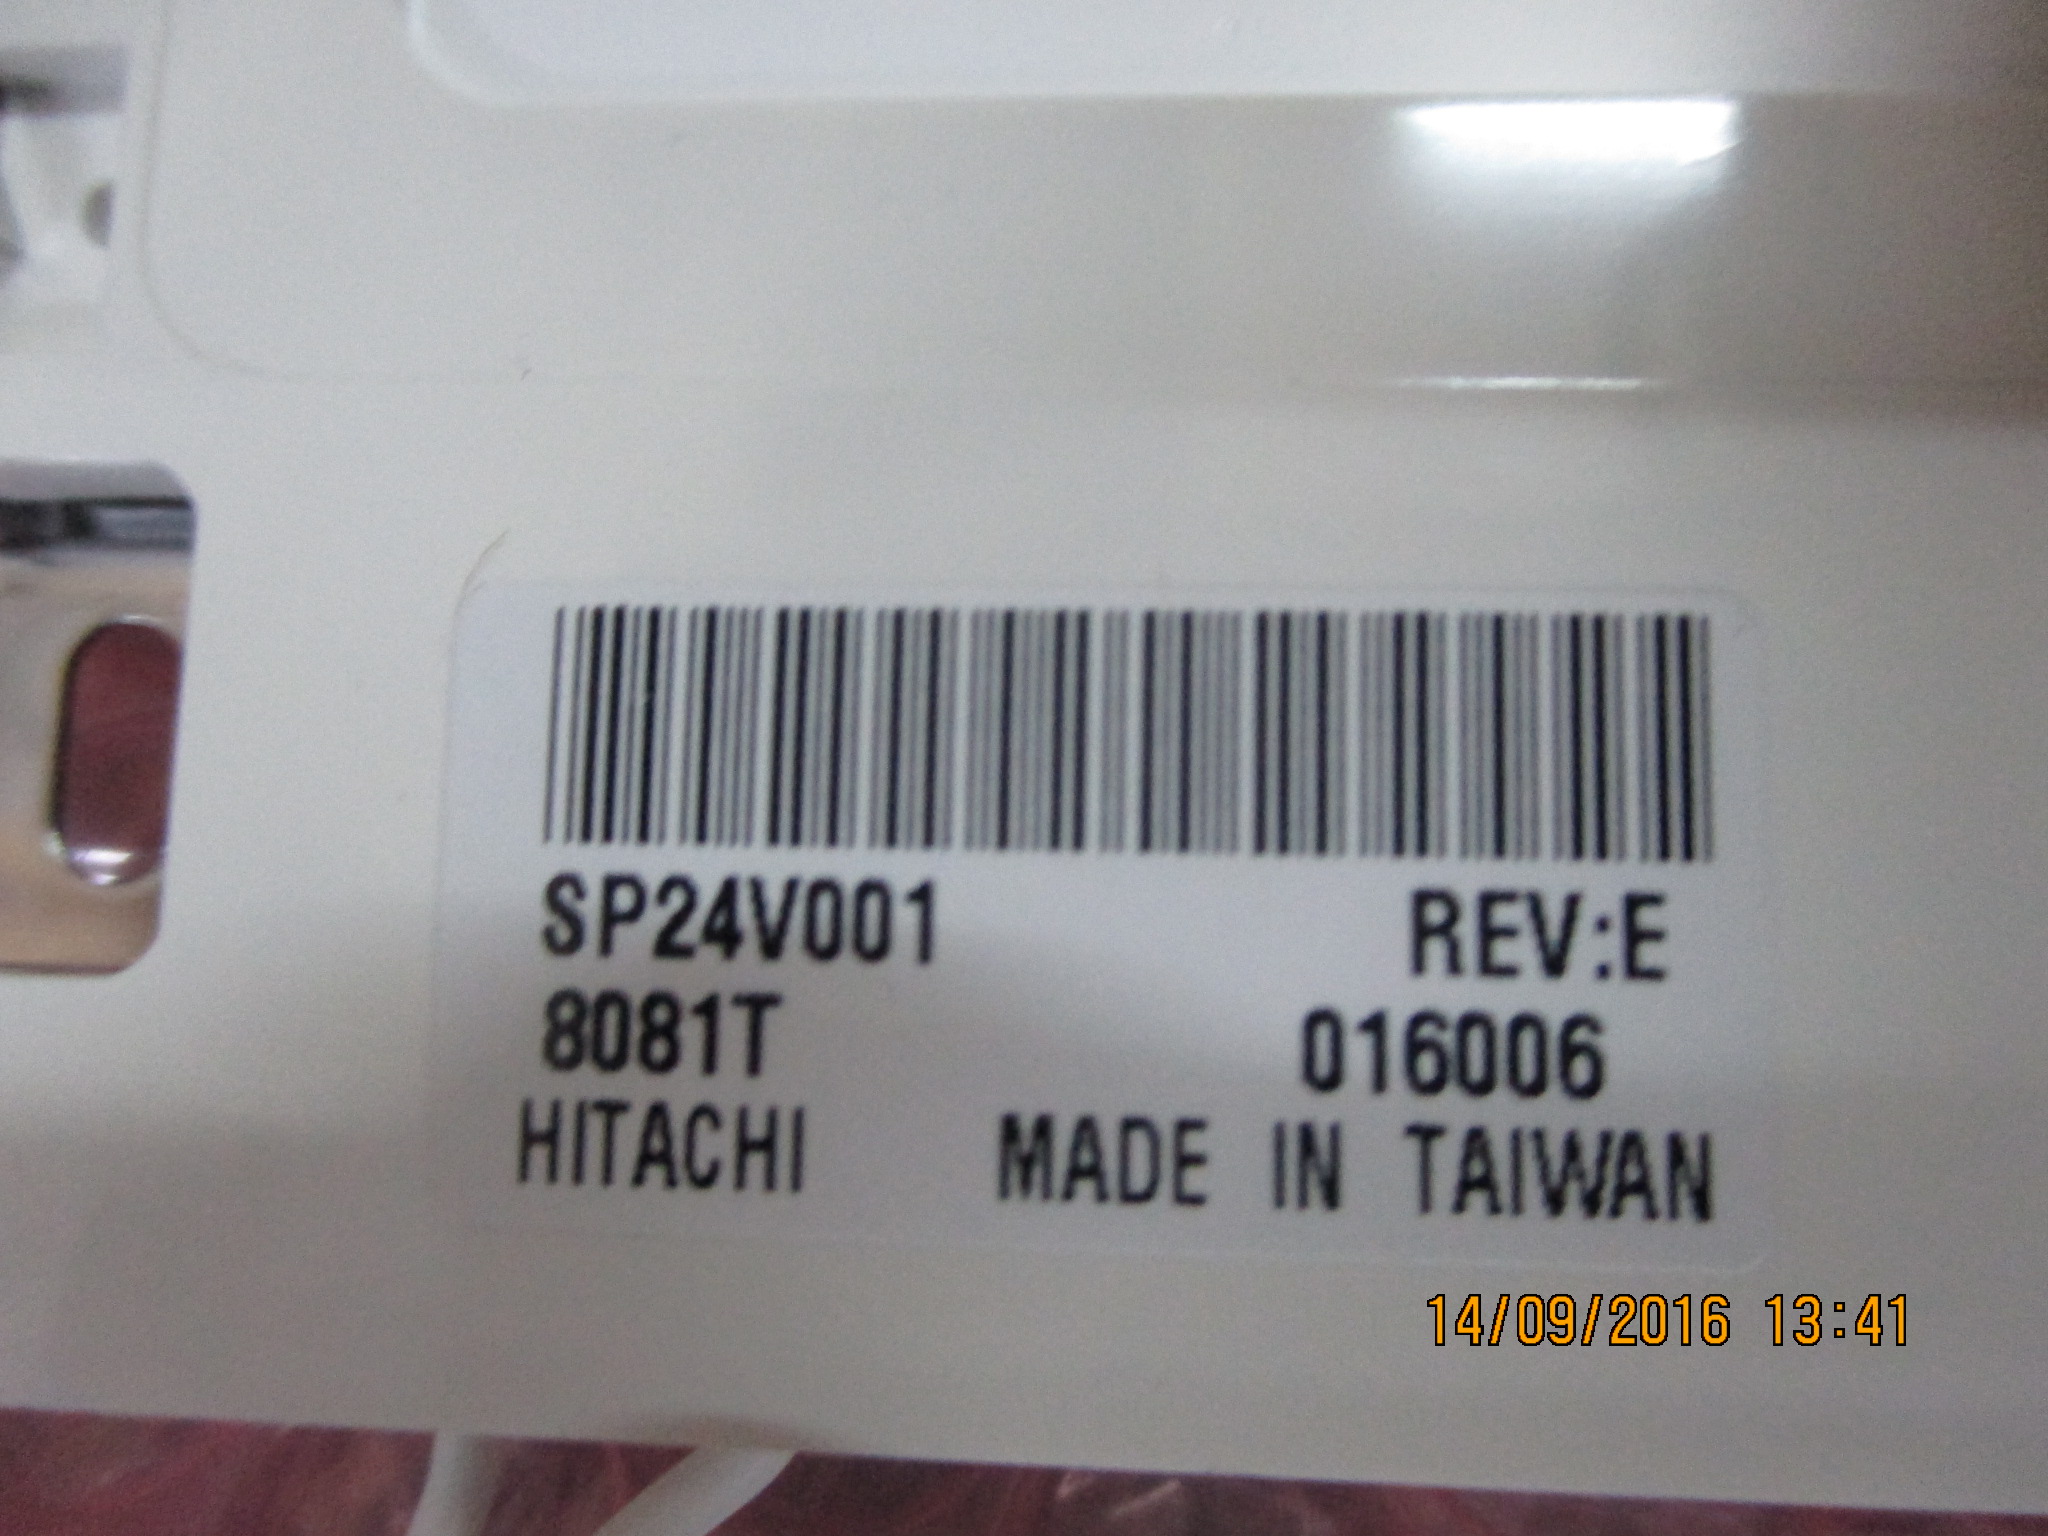 SP24V001 REV:E
8081T 016006
HITACHI MADE IN TAIWAN
14/09/2016 13:41